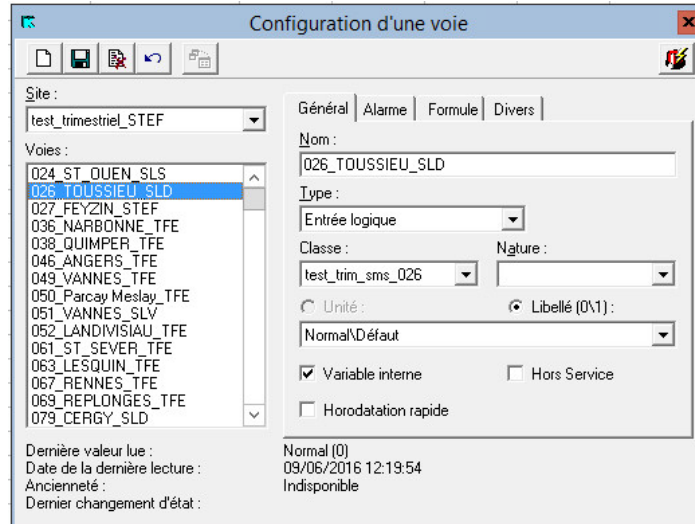 Configuration d'une voie
Site :
test_trimestriel_STEF
Voies :
024_ST_OUEN_SLS
026_TOUSSIEU_SLD
027_FEYZIN_STEF
036_NARBONNE_TFE
038_QUIMPER_TFE
046_ANGERS_TFE
049_VANNES_TFE
050_Parcay Meslay_TFE
051_VANNES_SLV
052_LANDIVISIAU_TFE
061_ST_SEVER_TFE
063_LESQUIN_TFE
067_RENNES_TFE
069_REPLONGES_TFE
079_CERGY_SLD
Général Alarme Formule Divers
Nom :
026_TOUSSIEU_SLD
Type :
Entrée logique
Classe : Nature :
test_trim_sms_026
Unité : Libellé (0\1) :
Normal\Défaut
Variable interne Hors Service
Horodatation rapide
Dernière valeur lue : Normal (0)
Date de la dernière lecture : 09/06/2016 12:19:54
Ancienneté : Indisponible
Dernier changement d'état :